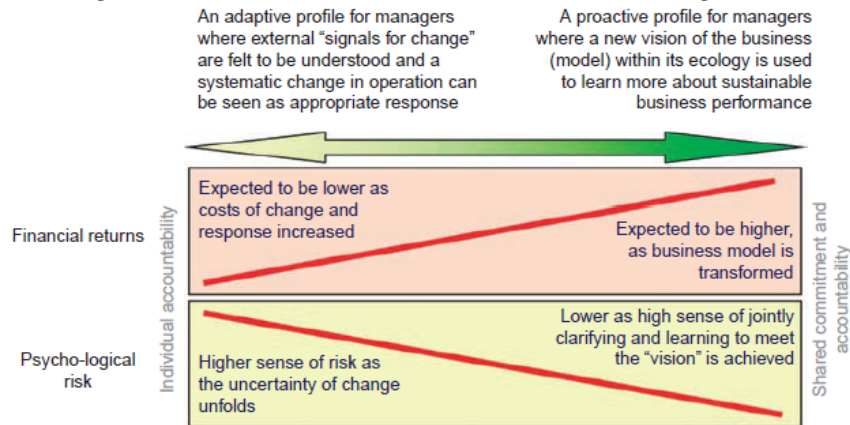 An adaptive profile for managers
where external “signals for change”
are felt to be understood and a
systematic change in operation can
be seen as appropriate response
A proactive profile for managers
where a new vision of the business
(model) within its ecology is used
to learn more about sustainable
business performance
Financial returns
Individual accountability
Expected to be lower as
costs of change and
response increased
Expected to be higher,
as business model is
transformed
Shared commitment and
accountability
Psycho-logical
risk
Higher sense of risk as
the uncertainty of change
unfolds
Lower as high sense of jointly
clarifying and learning to meet
the “vision” is achieved